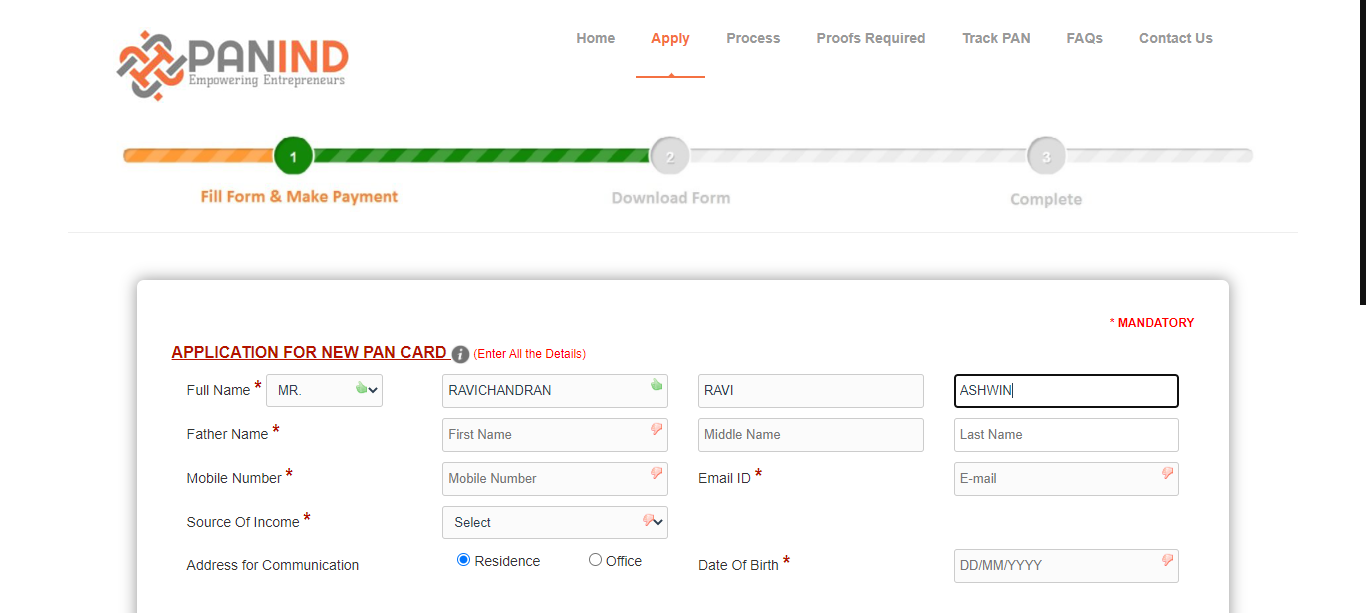 PANIND
Empowering Entrepreneurs
Home Apply Process Proofs Required Track PAN FAQs Contact Us
1 2 3
Fill Form & Make Payment Download Form Complete
* MANDATORY
APPLICATION FOR NEW PAN CARD i (Enter All the Details)
Full Name * MR. RAVICHANDRAN RAVI ASHWIN
Father Name * First Name Middle Name Last Name
Mobile Number * Mobile Number Email ID * E-mail
Source Of Income * Select
Address for Communication Residence Office Date Of Birth * DD/MM/YYYY